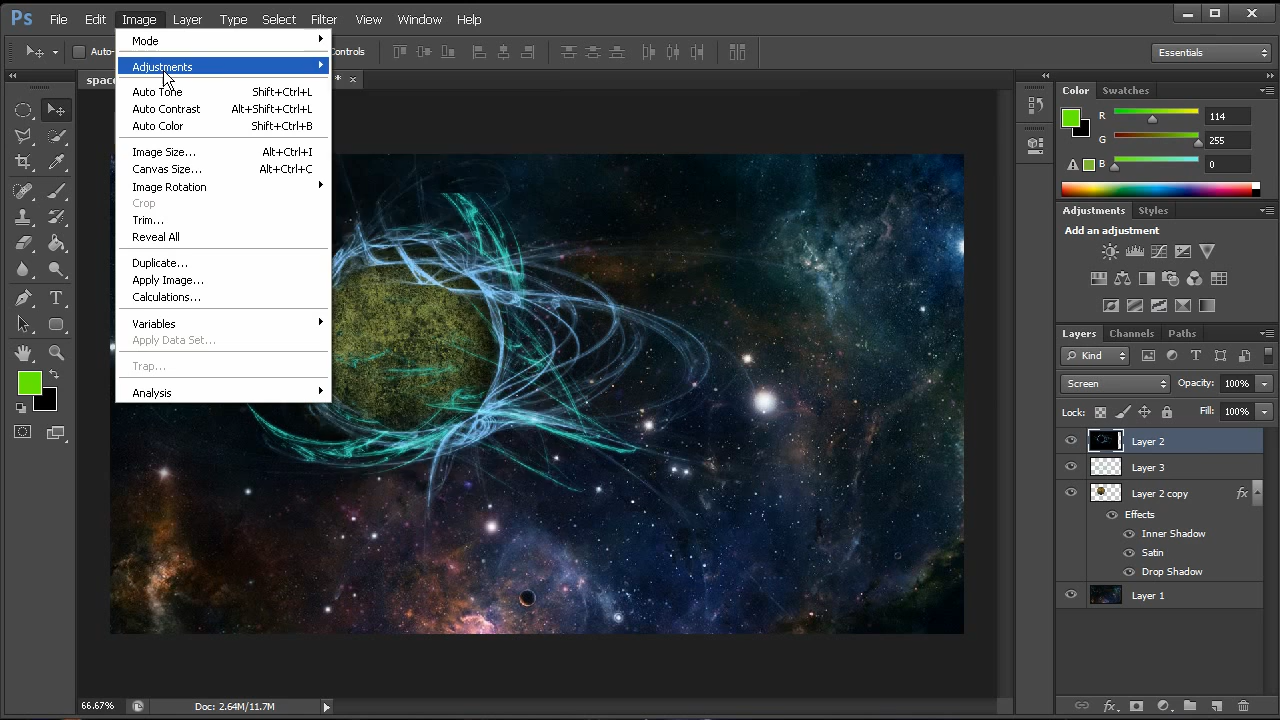 Ps File Edit Image Layer Type Select Filter View Window Help
Auto-
Controls
Essentials
Mode
Adjustments
Auto Tone Shift+Ctrl+L
Auto Contrast Alt+Shift+Ctrl+L
Auto Color Shift+Ctrl+B
Image Size... Alt+Ctrl+I
Canvas Size... Alt+Ctrl+C
Image Rotation
Crop
Trim...
Reveal All
Duplicate...
Apply Image...
Calculations...
Variables
Apply Data Set...
Trap...
Analysis
spac
* ×
Color Swatches
R 114
G 255
B 0
Adjustments Styles
Add an adjustment
Layers Channels Paths
Kind
Screen Opacity: 100%
Lock: Fill: 100%
Layer 2
Layer 3
Layer 2 copy fx
Effects
Inner Shadow
Satin
Drop Shadow
Layer 1
66.67% Doc: 2.64M/11.7M
fx